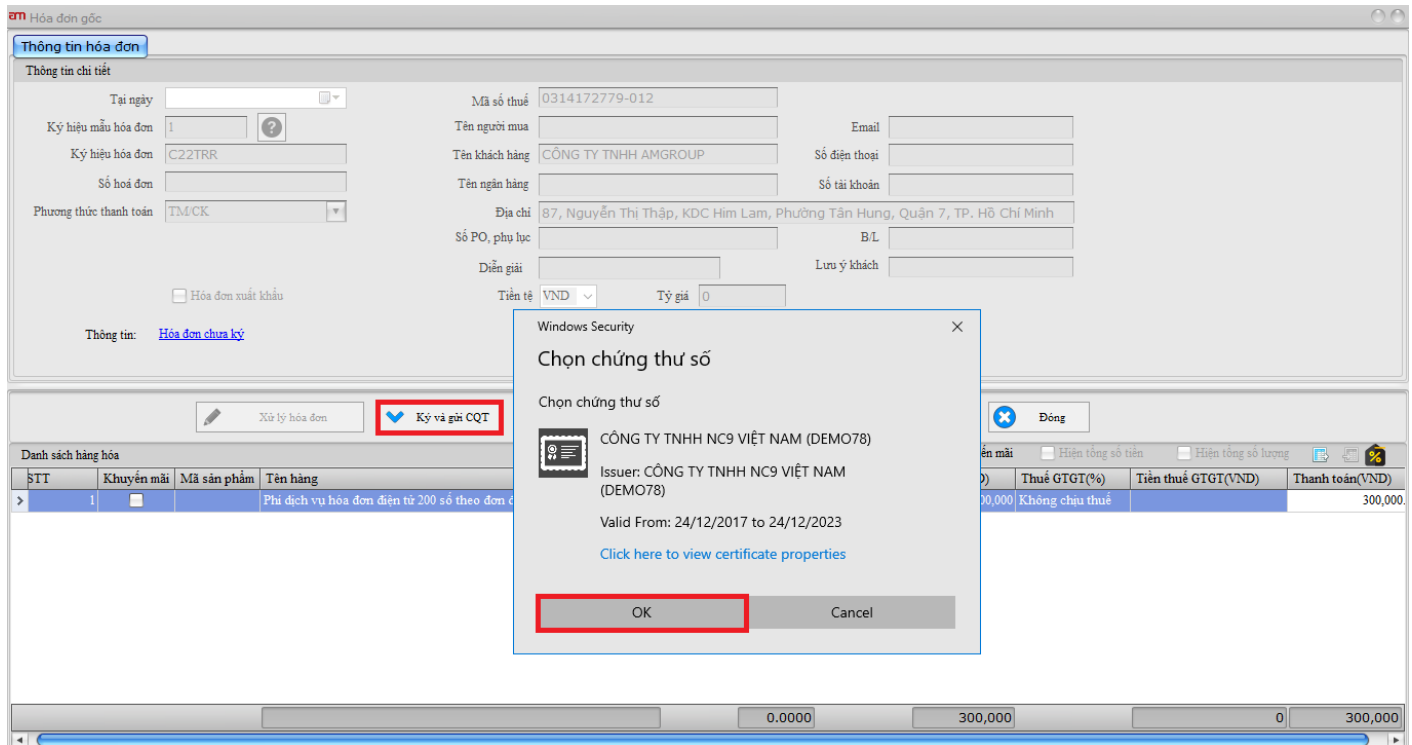 am Hóa đơn gốc
Thông tin hóa đơn
Thông tin chi tiết
Tại ngày
Mã số thuế 0314172779-012
Ký hiệu mẫu hóa đơn 1 ?
Tên người mua
Email
Ký hiệu hóa đơn C22TRR
Tên khách hàng CÔNG TY TNHH AMGROUP
Số điện thoại
Số hoá đơn
Tên ngân hàng
Số tài khoản
Phương thức thanh toán TM/CK
Địa chỉ 87, Nguyễn Thị Thập, KDC Him Lam, Phường Tân Hưng, Quận 7, TP. Hồ Chí Minh
Số PO, phụ lục
B/L
Diễn giải
Lưu ý khách
Hóa đơn xuất khẩu
Tiền tệ VND
Tỷ giá 0
Thông tin: Hóa đơn chưa ký
Windows Security
Chọn chứng thư số
Chọn chứng thư số
CÔNG TY TNHH NC9 VIỆT NAM (DEMO78)
Issuer: CÔNG TY TNHH NC9 VIỆT NAM
(DEMO78)
Valid From: 24/12/2017 to 24/12/2023
Click here to view certificate properties
OK
Cancel
Xử lý hóa đơn
Ký và gửi CQT
Đóng
Danh sách hàng hóa
mãi
Hiện tổng số tiền
Hiện tổng số lượng
%
STT Khuyến mãi Mã sản phẩm Tên hàng
Thuế GTGT(%) Tiền thuế GTGT(VND) Thanh toán(VND)
1 Phí dịch vụ hóa đơn điện tử 200 số theo đơn
Không chịu thuế 300,000.
0.0000 300,000 0 300,000